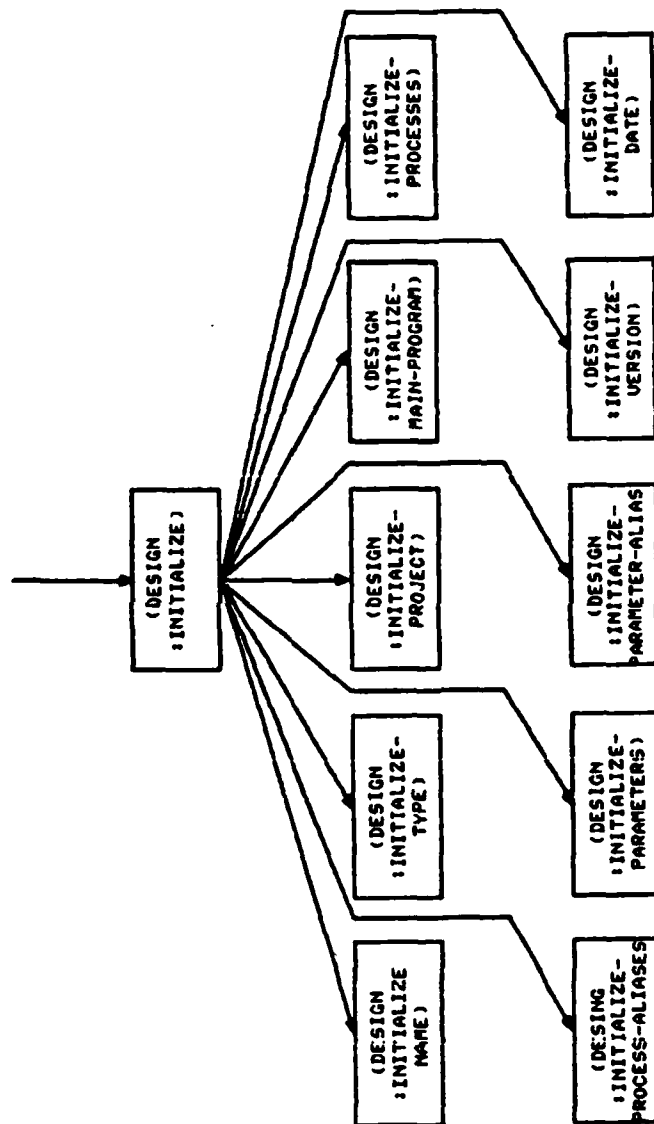 (DESIGN
:INITIALIZE)
(DESIGN
:INITIALIZE
NAME)
(DESIGN
:INITIALIZE-
TYPE)
(DESIGN
:INITIALIZE-
PROJECT)
(DESIGN
:INITIALIZE-
MAIN-PROGRAM)
(DESIGN
:INITIALIZE-
PROCESSES)
(DESING
:INITIALIZE-
PROCESS-ALIASES
(DESIGN
:INITIALIZE-
PARAMETERS)
(DESIGN
:INITIALIZE-
PARAMETER-ALIAS
(DESIGN
:INITIALIZE-
VERSION)
(DESIGN
:INITIALIZE-
DATE)